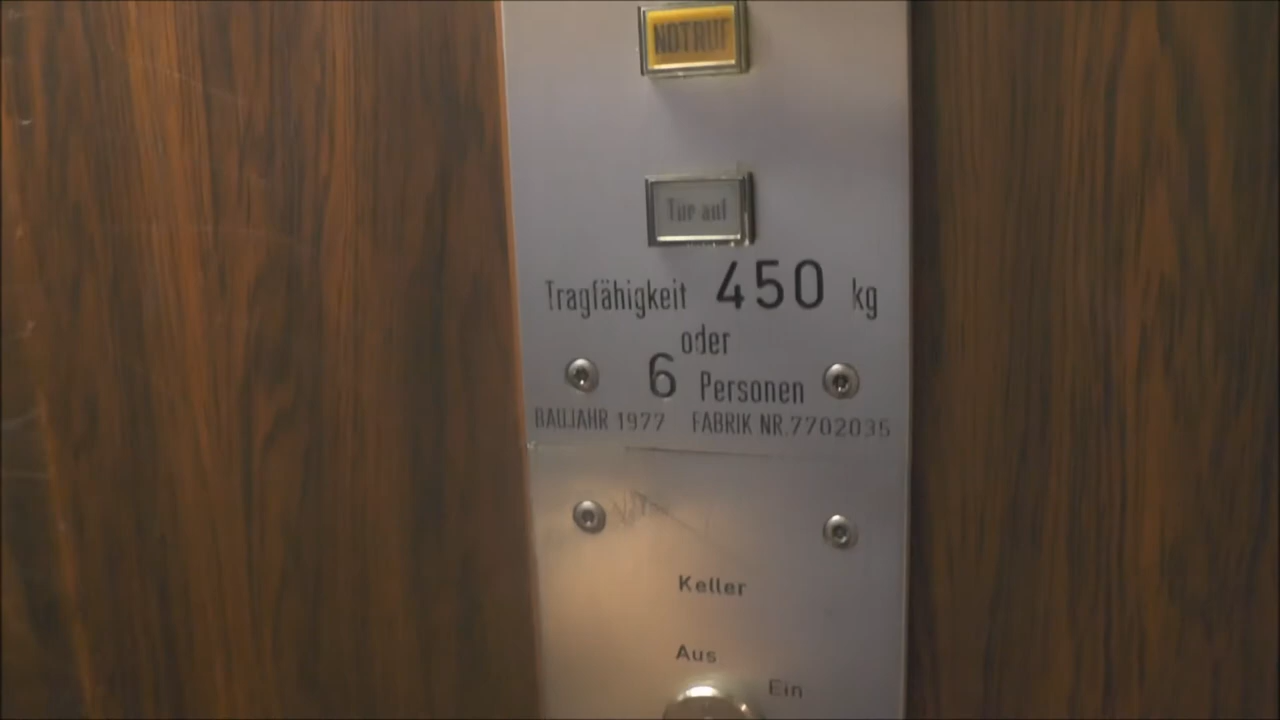 NOTRUF
Tür auf
Tragfähigkeit 450 kg
oder
6 Personen
BAUJAHR 1977 FABRIK NR.7702035
Keller
Aus
Ein